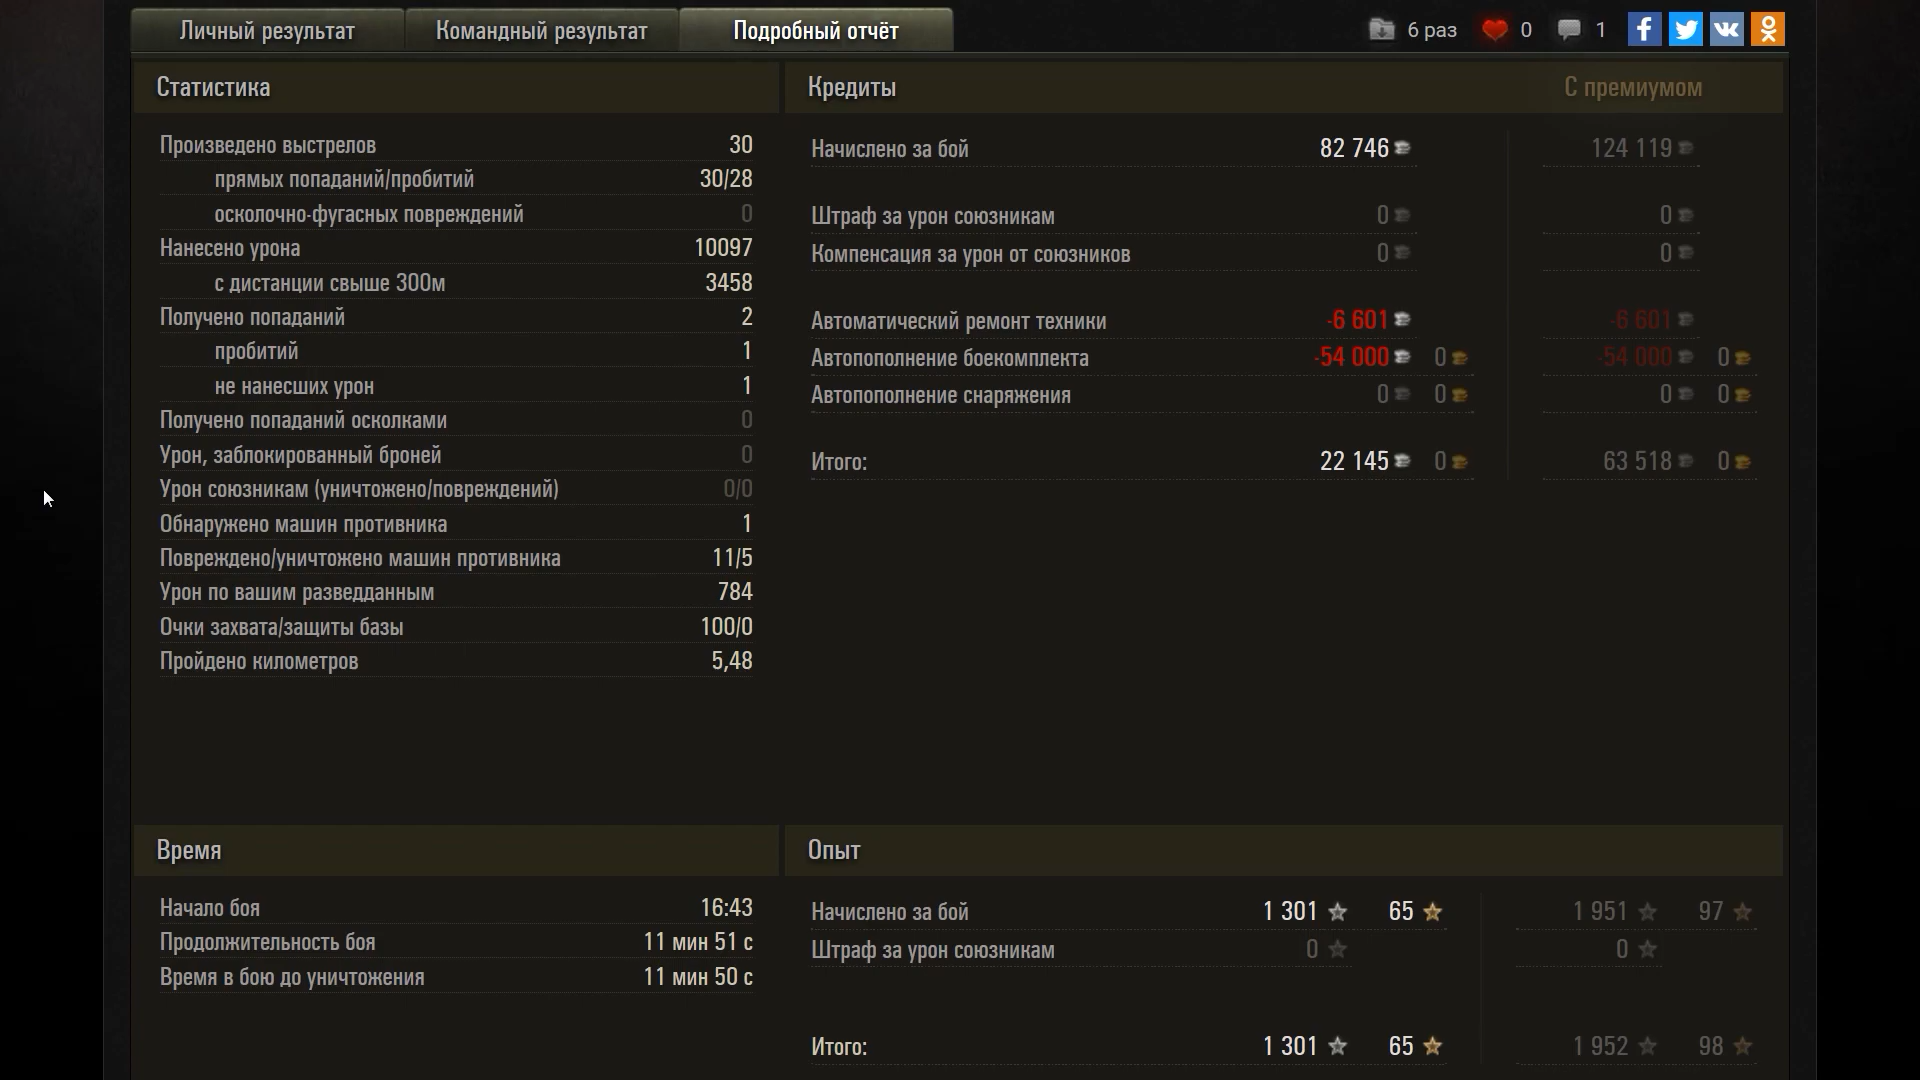 Личный результат Командный результат Подробный отчёт 6 раз 0 1
Статистика
Произведено выстрелов 30
прямых попаданий/пробитий 30/28
осколочно-фугасных повреждений 0
Нанесено урона 10097
с дистанции свыше 300м 3458
Получено попаданий 2
пробитий 1
не нанесших урон 1
Получено попаданий осколками 0
Урон, заблокированный броней 0
Урон союзникам (уничтожено/повреждений) 0/0
Обнаружено машин противника 1
Повреждено/уничтожено машин противника 11/5
Урон по вашим разведданным 784
Очки захвата/защиты базы 100/0
Пройдено километров 5,48
Кредиты С премиумом
Начислено за бой 82 746 124 119
Штраф за урон союзникам 0 0
Компенсация за урон от союзников 0 0
Автоматический ремонт техники -6 601 -6 601
Автопополнение боекомплекта -54 000 0 -54 000 0
Автопополнение снаряжения 0 0 0 0
Итого: 22 145 0 63 518 0
Время
Начало боя 16:43
Продолжительность боя 11 мин 51 с
Время в бою до уничтожения 11 мин 50 с
Опыт
Начислено за бой 1 301 65 1 951 97
Штраф за урон союзникам 0 0
Итого: 1 301 65 1 952 98